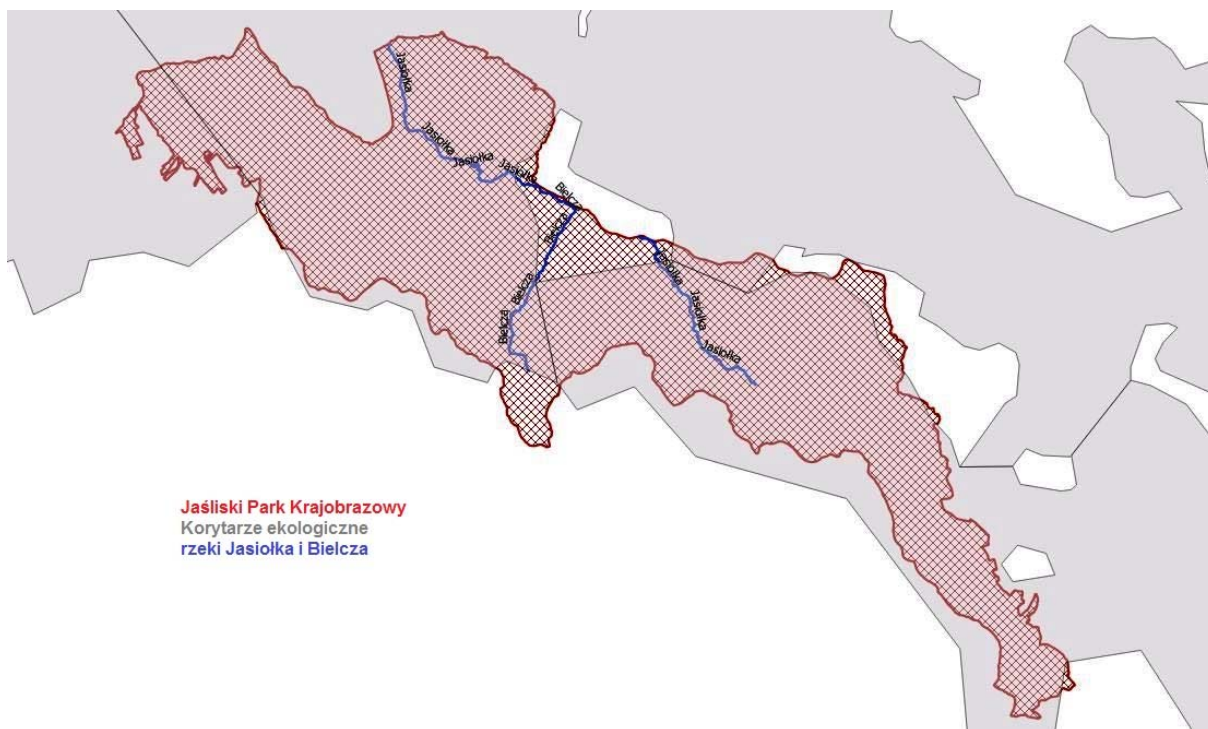 Jasiołka
Jasiołka
Jasiołka
Jasiołka
Bielcza
Bielcza
Bielcza
Bielcza
Jasiołka
Jasiołka
Jasiołka
Jaśliski Park Krajobrazowy
Korytarze ekologiczne
rzeki Jasiołka i Bielcza